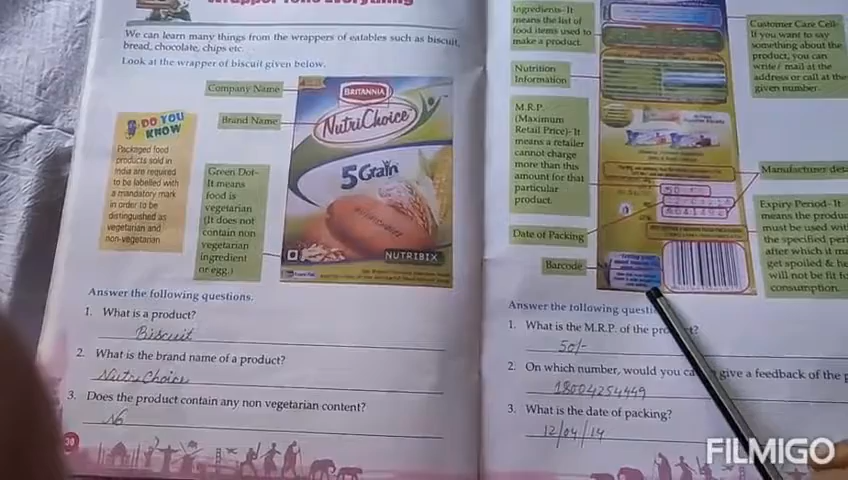 Wrapper Tells Everything
We can learn many things from the wrappers of eatables such as biscuit,
bread, chocolate, chips etc.
Look at the wrapper of biscuit given below.
Company Name
Brand Name
DO YOU
KNOW
Packaged food
products sold in
India are required
to be labelled with
a mandatory mark
in order to be
distinguished as
vegetarian and
non-vegetarian
Green Dot-
It means
food is
vegetarian
(It does not
contain non
vegetarian
ingredient
or egg.)
BRITANNIA
NutriChoice
5 Grain
NUTRIBIX
Answer the following questions.
1. What is a product?
Biscuit
2. What is the brand name of a product?
NutriChoice
3. Does the product contain any non vegetarian content?
No
30
Ingredients-It
means the list of
food items used to
make a product.
Nutrition
Information
M.R.P.
(Maximum
Retail Price)- It
means a retailer
cannot charge
more than this
amount for that
particular
product.
Date of Packing
Barcode
Customer Care Cell-
If you want to say
something about the
product, you can
write / mail at the
address or call at the
given number.
Manufacturer
Expiry Period- It
means the
must be used
the specified
after which it
get spoiled & he
will not be fit fo
consumption.
Answer the following
1. What is the M.R.P. of the product?
50/-
2. On which number, would you give a feedback of the
18004254449
3. What is the date of packing?
12/04/14
FILMIGO